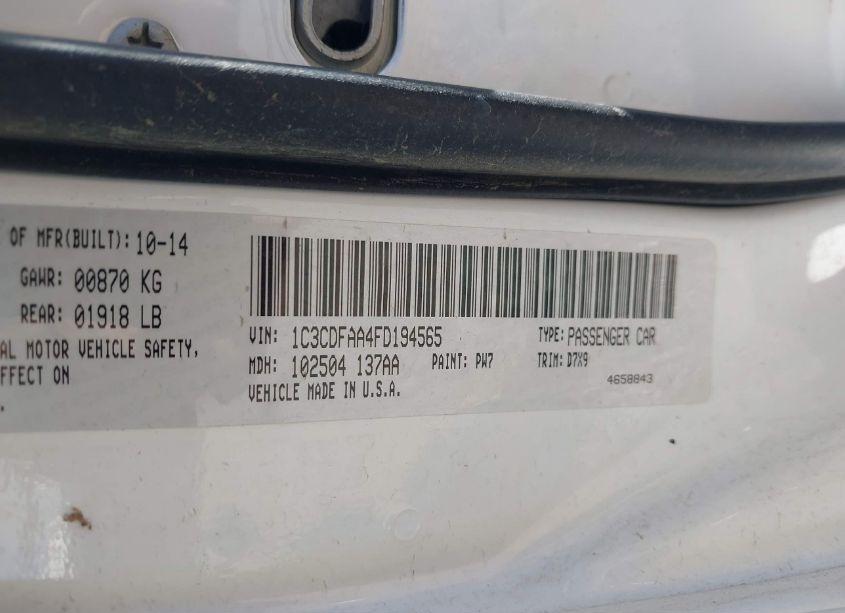 OF MFR(BUILT): 10-14
GAWR: 00870 KG
REAR: 01918 LB
AL MOTOR VEHICLE SAFETY,
FFECT ON
VIN: 1C3CDFAA4FD194565
TYPE: PASSENGER CAR
MDH: 102504 137AA
PAINT: PW7
TRIM: D7X9
VEHICLE MADE IN U.S.A.
4658843